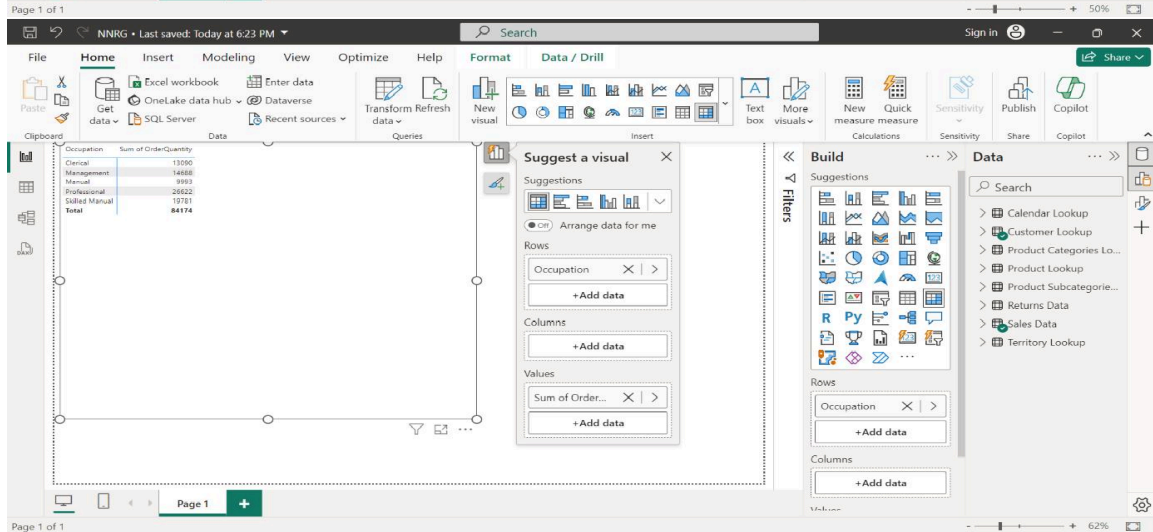 Page 1 of 1
50%
NNRG • Last saved: Today at 6:23 PM
Search
Sign in
File Home Insert Modeling View Optimize Help Format Data / Drill
Share
Paste
Get data
Excel workbook
OneLake data hub
SQL Server
Enter data
Dataverse
Recent sources
Transform data
Refresh
New visual
A
Text box
More visuals
New measure
Quick measure
Sensitivity
Publish
Copilot
Clipboard
Data
Queries
Insert
Calculations
Sensitivity
Share
Copilot
Occupation Sum of OrderQuantity
Clerical 13090
Management 14688
Manual 9993
Professional 26622
Skilled Manual 19781
Total 84174
Suggest a visual
Suggestions
Off Arrange data for me
Rows
Occupation
+Add data
Columns
+Add data
Values
Sum of Order...
+Add data
Filters
Build
Suggestions
123
R Py
Rows
Occupation
+Add data
Columns
+Add data
Values
Data
Search
Calendar Lookup
Customer Lookup
Product Categories Lo...
Product Lookup
Product Subcategorie...
Returns Data
Sales Data
Territory Lookup
DAX
Page 1
Page 1 of 1
62%